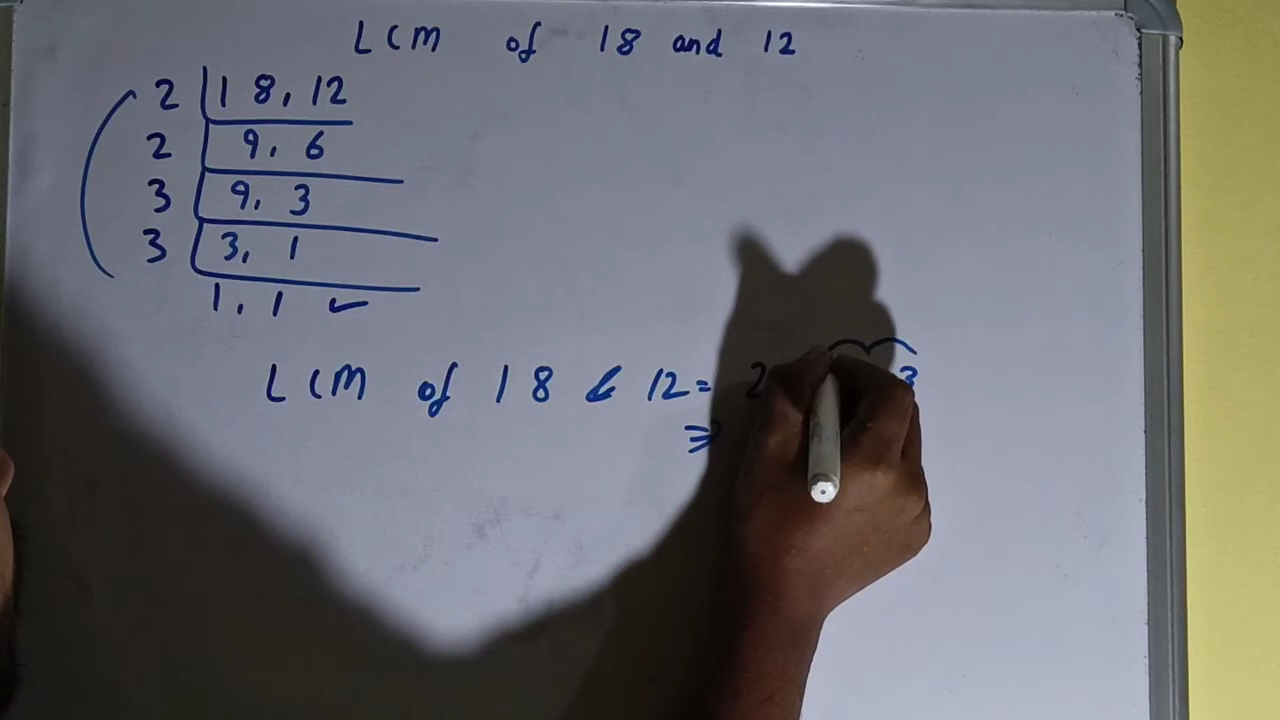 LCM of 18 and 12
2 18, 12
2 9, 6
3 9, 3
3 3, 1
1, 1 ✓
LCM of 18 & 12 = 2 3
=